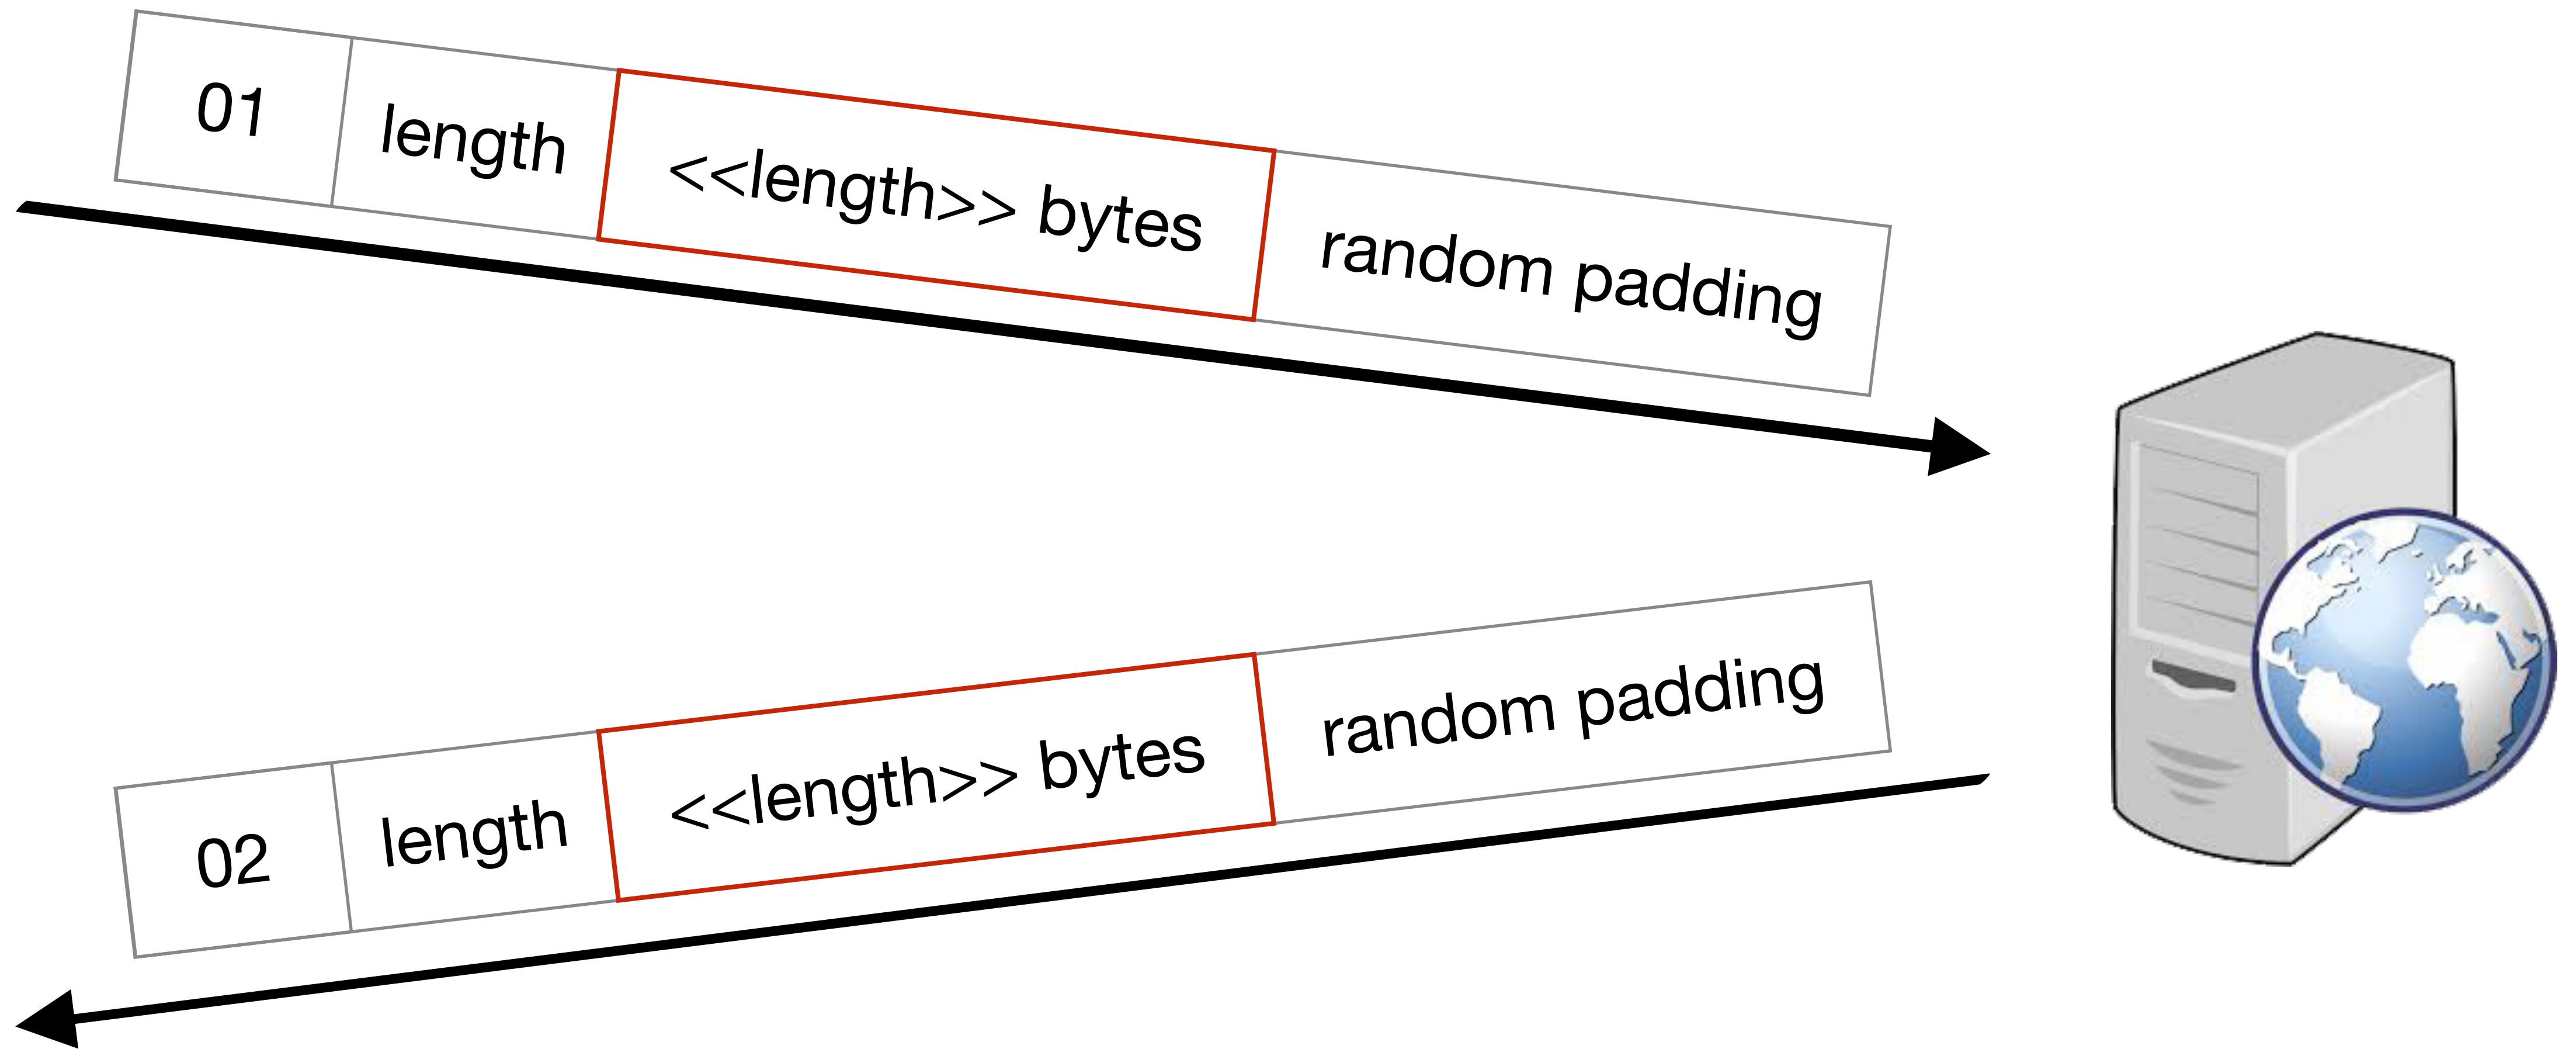 01 length <<length>> bytes random padding
02 length <<length>> bytes random padding